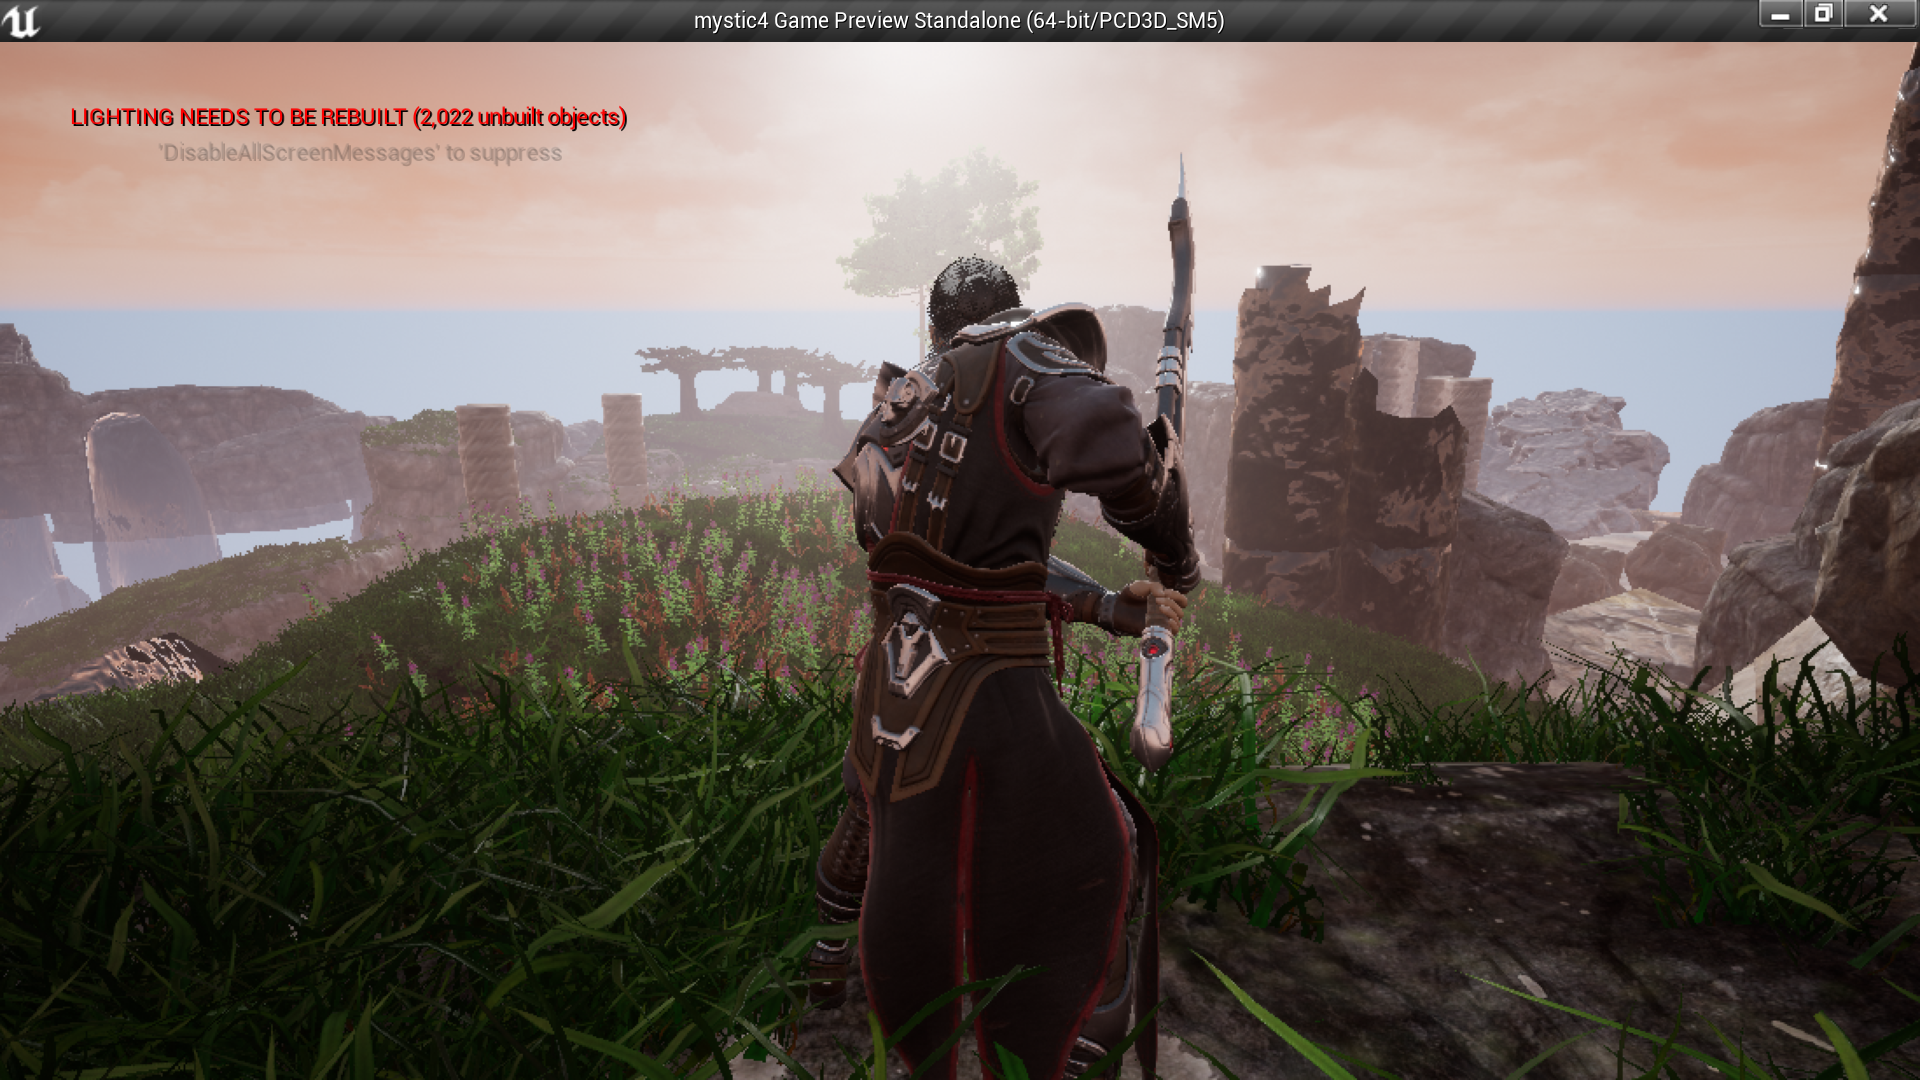 mystic4 Game Preview Standalone (64-bit/PCD3D_SM5)
LIGHTING NEEDS TO BE REBUILT (2,022 unbuilt objects)
'DisableAllScreenMessages' to suppress